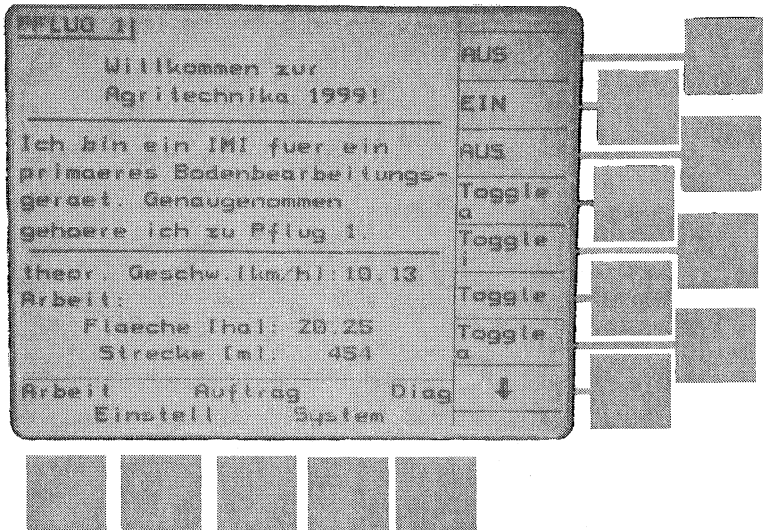 PFLUG 1
Willkommen zur
Agritechnika 1999!
Ich bin ein IMI fuer ein
primaeres Bodenbearbeitungs-
geraet. Genaugenommen
gehoere ich zu Pflug 1.
theor. Geschw.[km/h]:10.13
Arbeit:
Flaeche [ha]: 20.25
Strecke [m]: 454
Arbeit Auftrag Diag
Einstell System
AUS
EIN
AUS
Toggle
a
Toggle
i
Toggle
Toggle
a